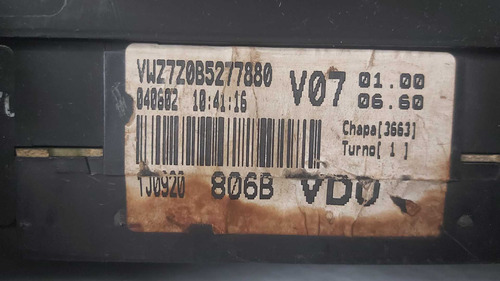 VWZ7Z0B5277880 V07 01.00
040602 10:41:16 06.60
Chapa[3663]
Turno[ 1 ]
1J0920 806B VDO